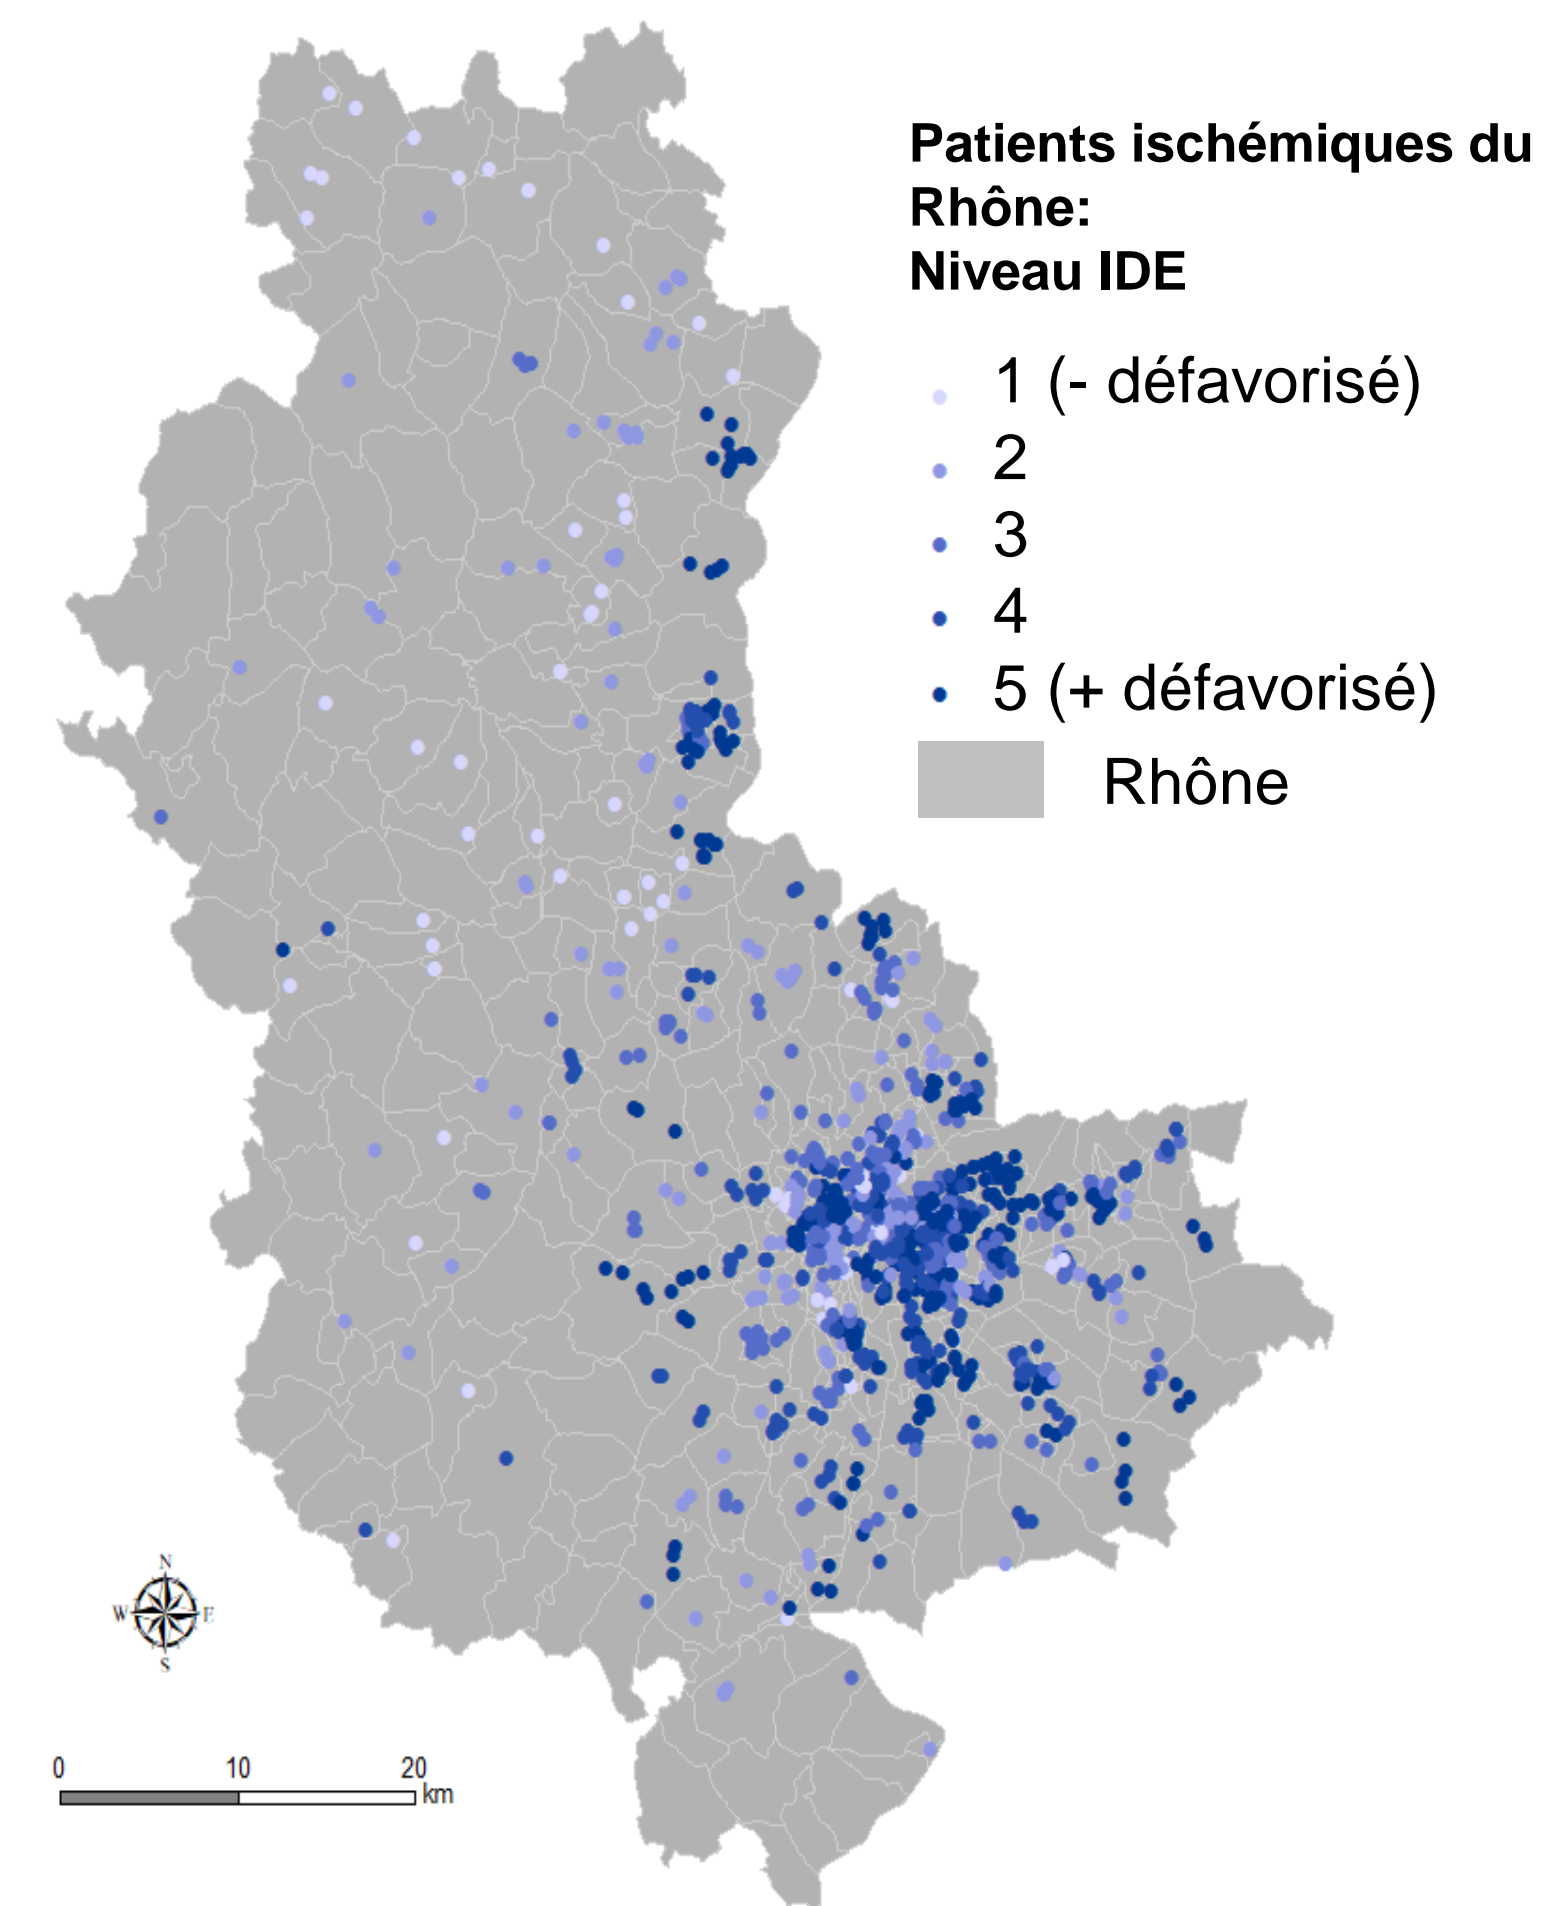 Patients ischémiques du
Rhône:
Niveau IDE
1 (- défavorisé)
2
3
4
5 (+ défavorisé)
Rhône
N
W E
S
0 10 20
km